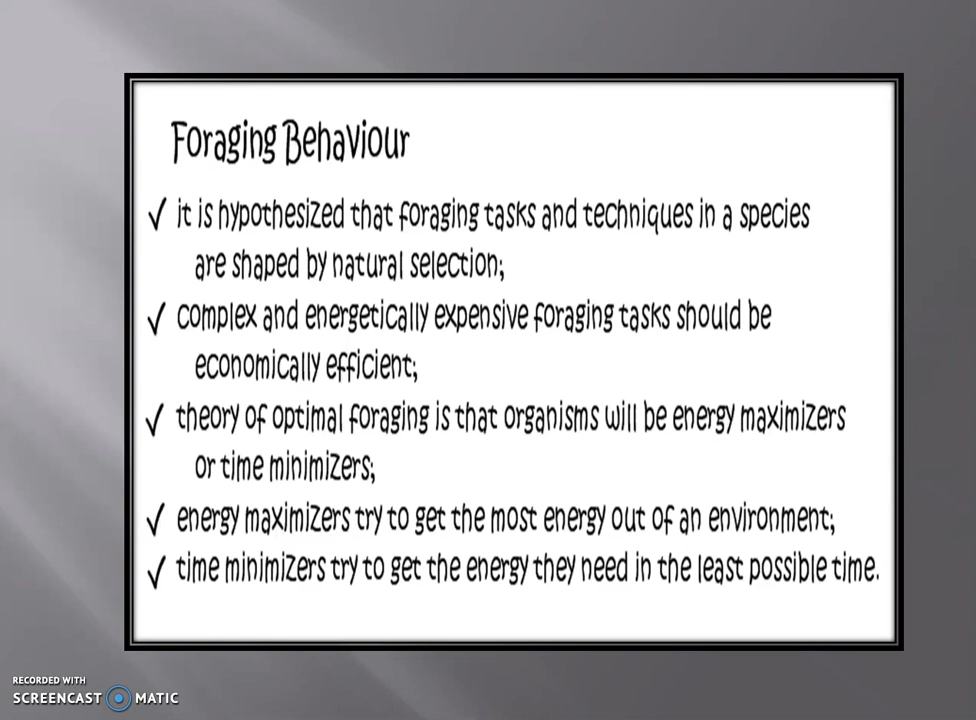 Foraging Behaviour
✓ it is hypothesized that foraging tasks and techniques in a species
are shaped by natural selection;
✓ complex and energetically expensive foraging tasks should be
economically efficient;
✓ theory of optimal foraging is that organisms will be energy maximizers
or time minimizers;
✓ energy maximizers try to get the most energy out of an environment;
✓ time minimizers try to get the energy they need in the least possible time.
RECORDED WITH
SCREENCAST MATIC